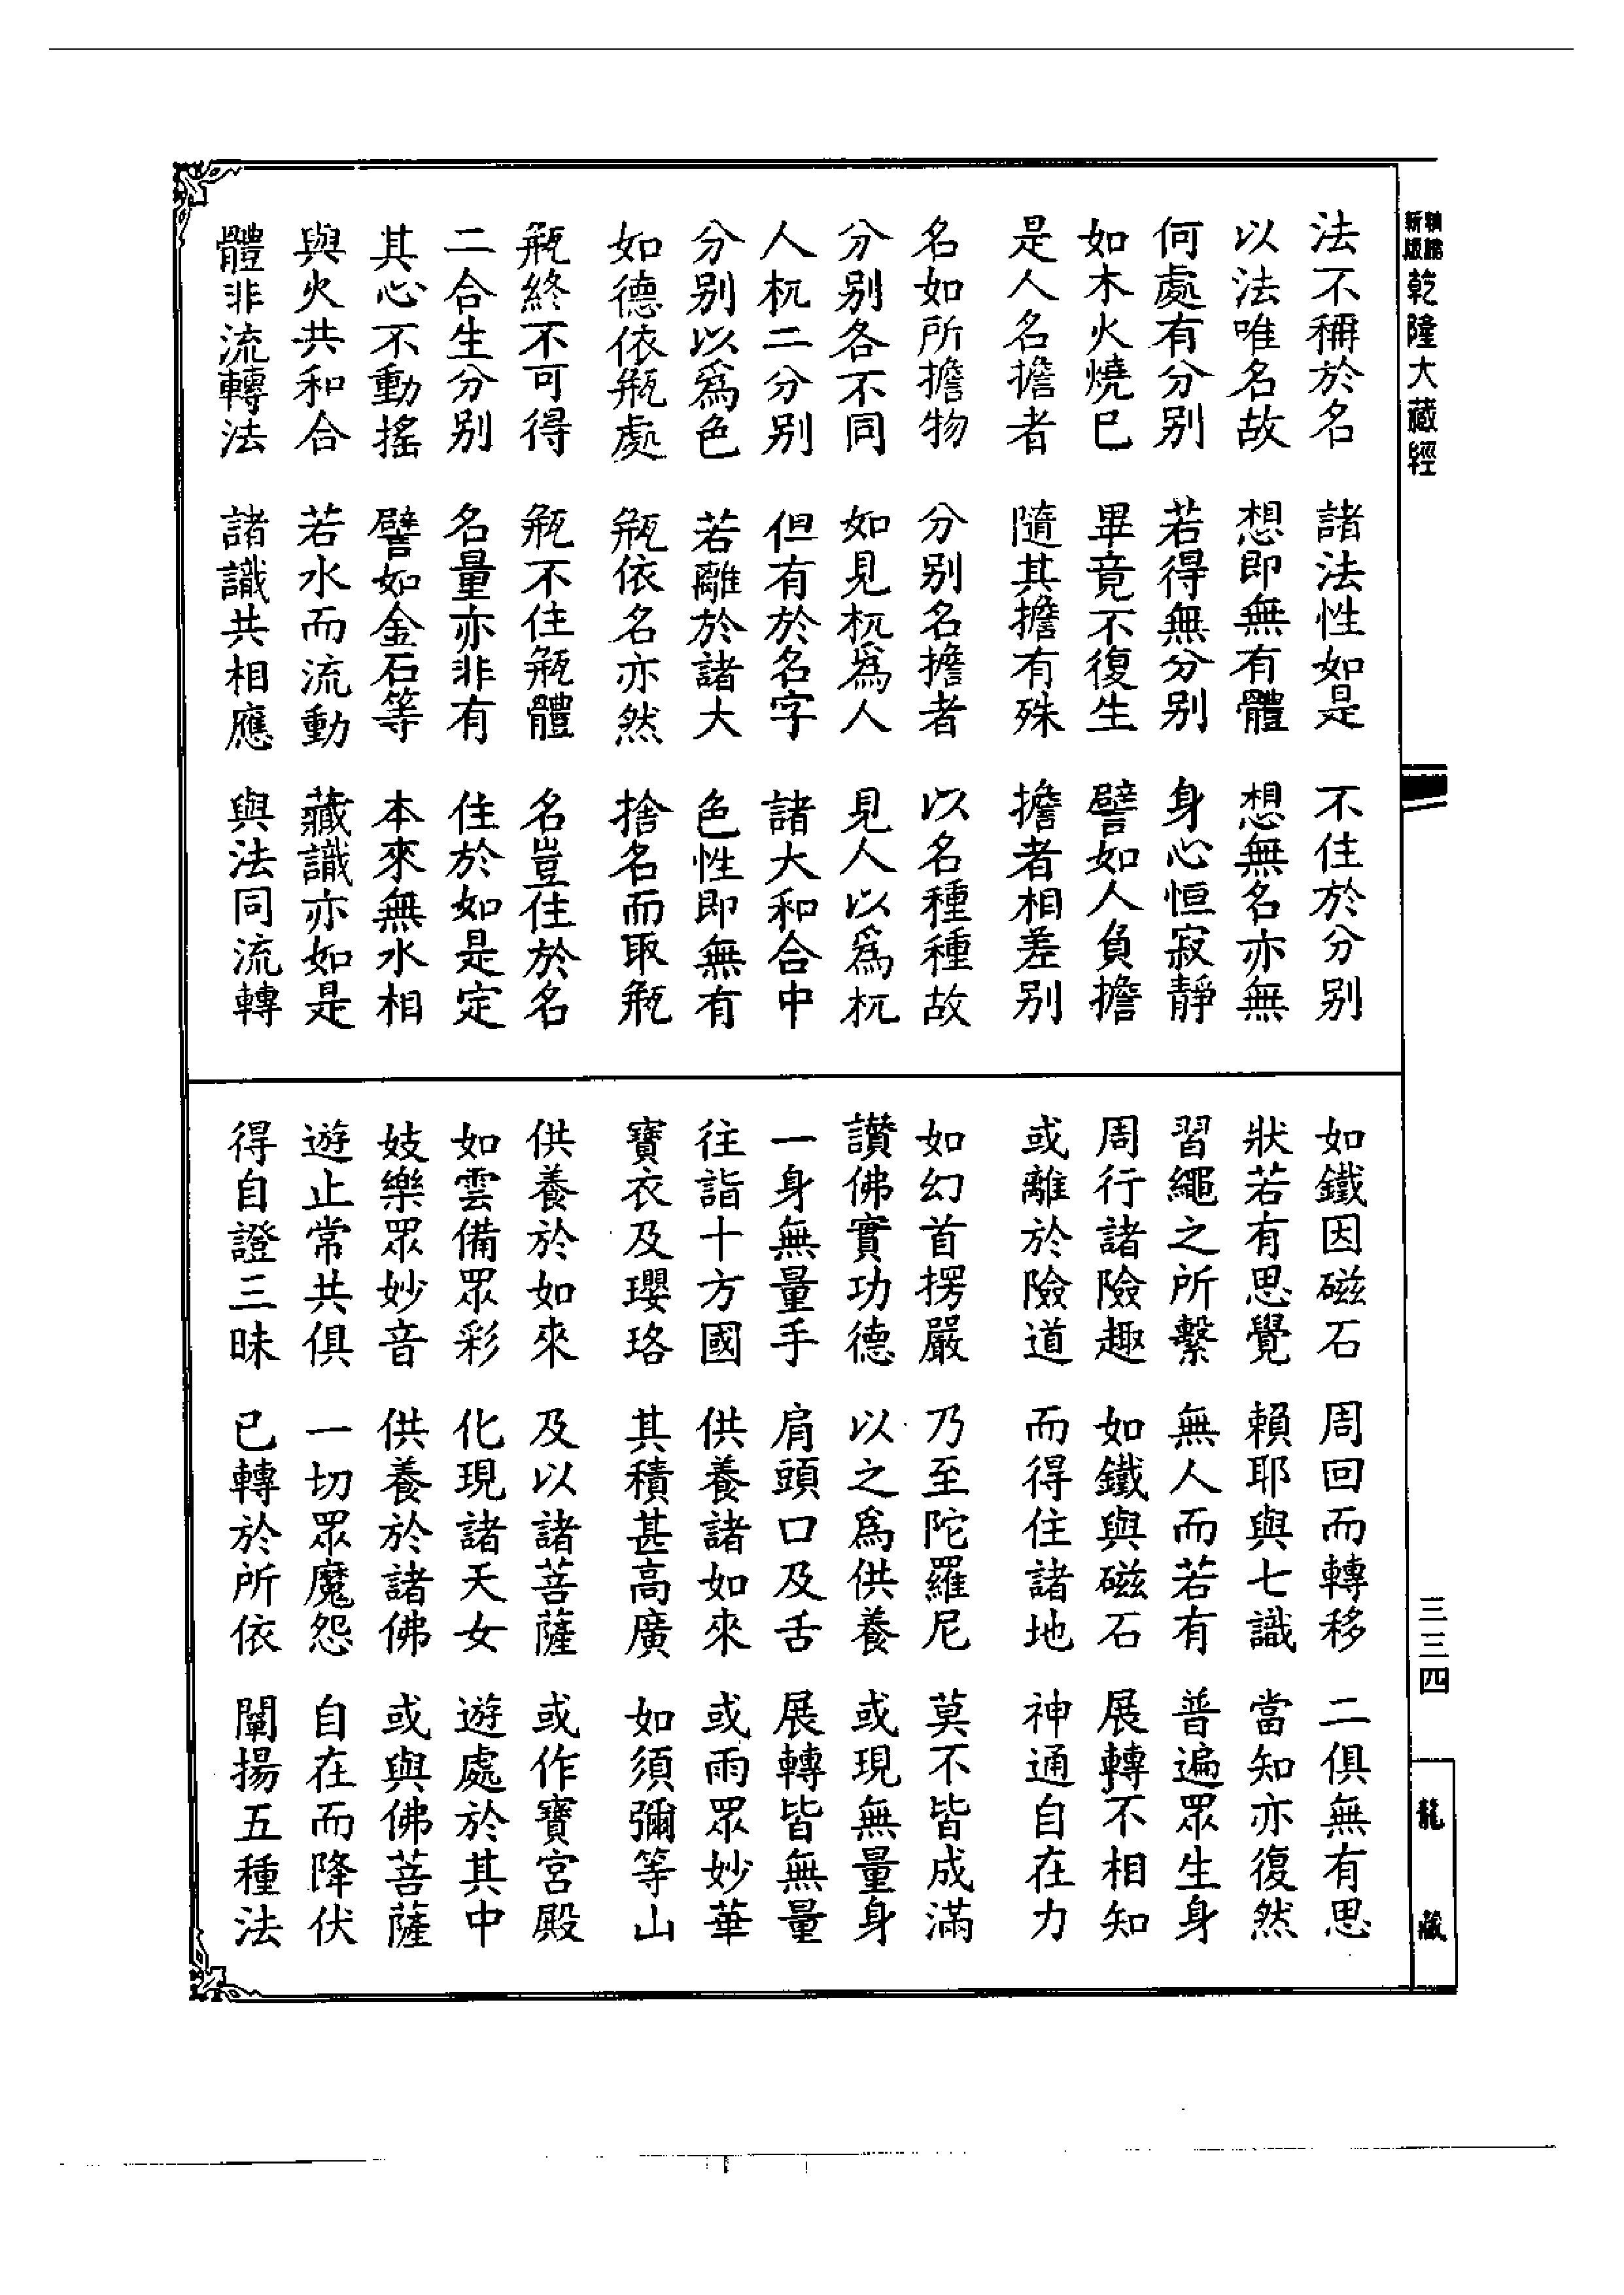 新版
乾隆大藏經
法不稱於名　諸法性如是　不住於分別
以法唯名故　想即無有體　想無名亦無
何處有分別　若得無分別　身心恒寂靜
如木火燒已　畢竟不復生　譬如人負擔
是人名擔者　隨其擔有殊　擔者相差別
名如所擔物　分別名擔者　以名種種故
分別各不同　如見杌爲人　見人以爲杌
人杌二分別　但有於名字　諸大和合中
分別以爲色　若離於諸大　色性即無有
如德依瓶處　瓶依名亦然　捨名而取瓶
瓶終不可得　瓶不住瓶體　名豈住於名
二合生分別　名量亦非有　住於如是定
其心不動搖　譬如金石等　本來無水相
與火共和合　若水而流動　藏識亦如是
體非流轉法　諸識共相應　與法同流轉
如鐵因磁石　周回而轉移　二俱無有思
狀若有思覺　賴耶與七識　當知亦復然
習繩之所繫　無人而若有　普遍眾生身
周行諸險趣　如鐵與磁石　展轉不相知
或離於險道　而得住諸地　神通自在力
如幻首楞嚴　乃至陀羅尼　莫不皆成滿
讚佛實功德　以之爲供養　或現無量身
一身無量手　肩頭口及舌　展轉皆無量
往詣十方國　供養諸如來　或雨眾妙華
寶衣及瓔珞　其積甚高廣　如須彌等山
供養於如來　及以諸菩薩　或作寶宮殿
如雲備眾彩　化現諸天女　遊處於其中
妓樂眾妙音　供養於諸佛　或與佛菩薩
遊止常共俱　一切眾魔怨　自在而降伏
得自證三昧　已轉於所依　闡揚五種法
三三四
龍藏